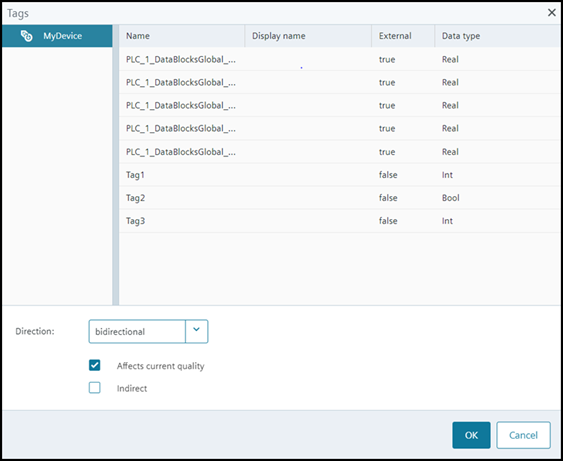 Tags
MyDevice
Name Display name External Data type
PLC_1_DataBlocksGlobal_... true Real
PLC_1_DataBlocksGlobal_... true Real
PLC_1_DataBlocksGlobal_... true Real
PLC_1_DataBlocksGlobal_... true Real
PLC_1_DataBlocksGlobal_... true Real
Tag1 false Int
Tag2 false Bool
Tag3 false Int
Direction: bidirectional
Affects current quality
Indirect
OK Cancel